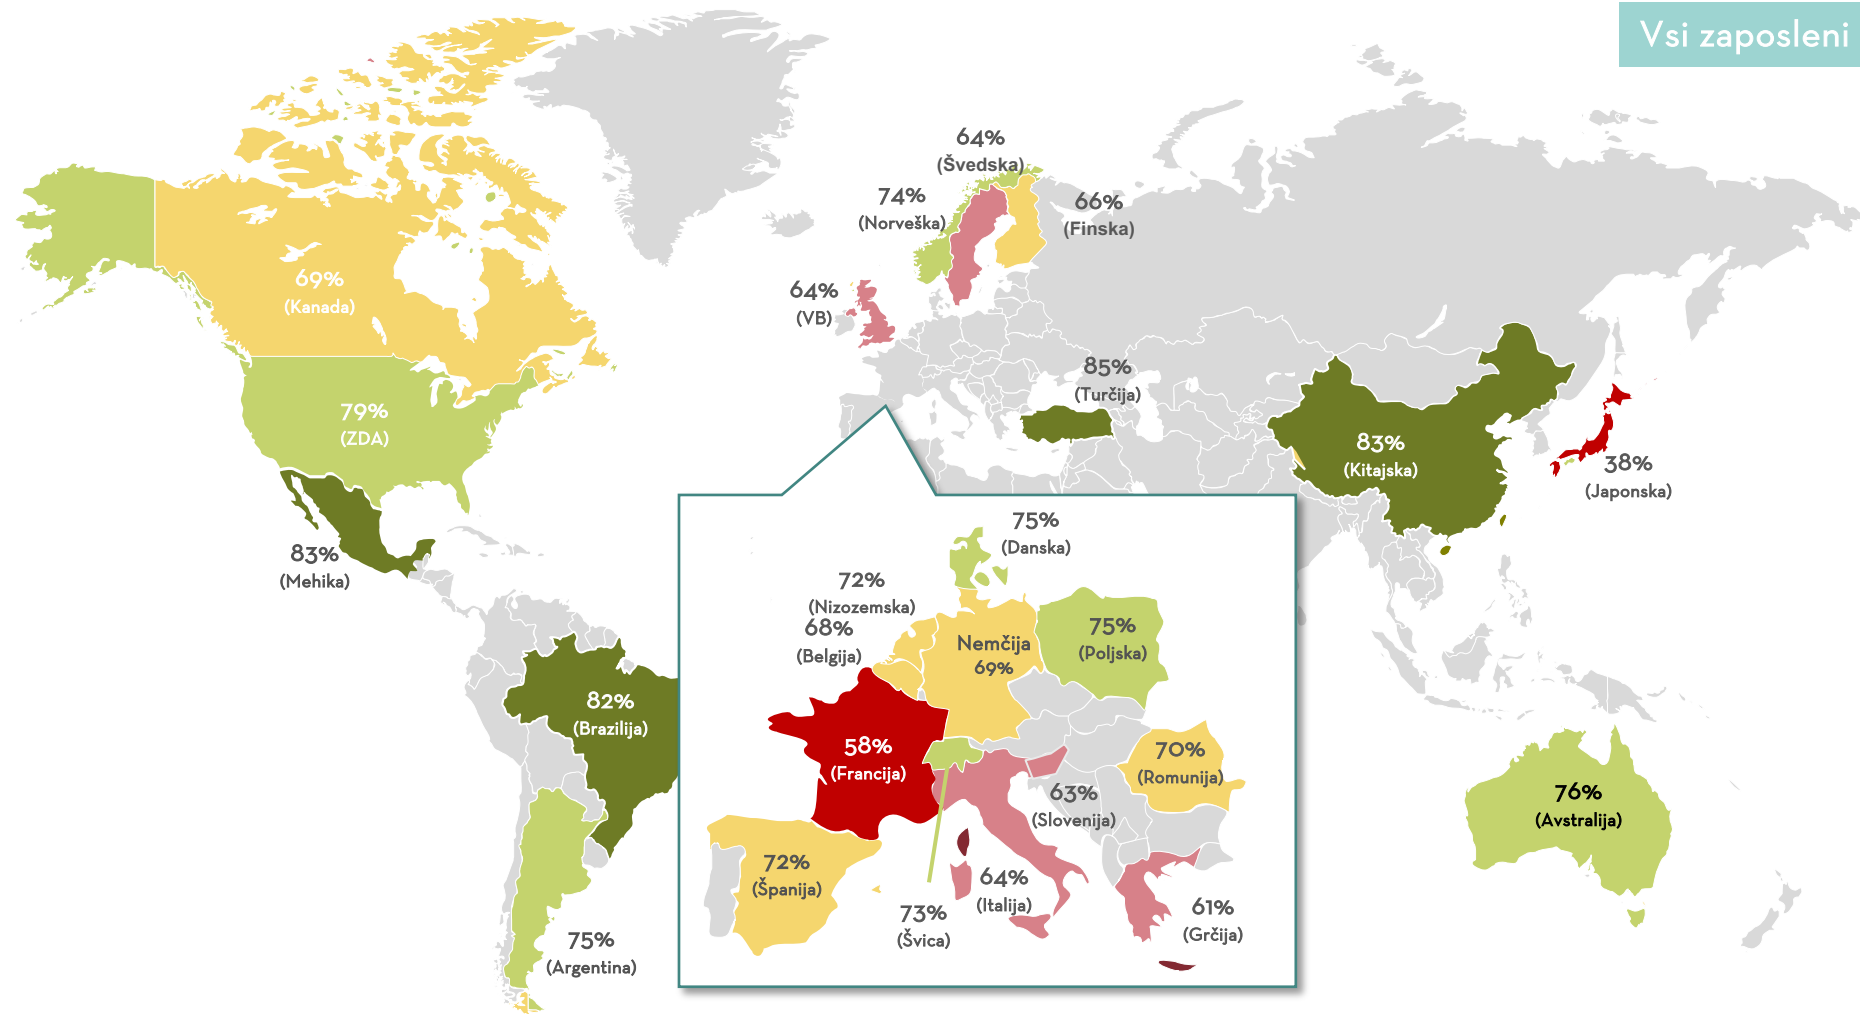 Vsi zaposleni
64%
(Švedska)
74%
(Norveška)
66%
(Finska)
69%
(Kanada)
64%
(VB)
85%
(Turčija)
79%
(ZDA)
83%
(Kitajska)
38%
(Japonska)
83%
(Mehika)
75%
(Danska)
72%
(Nizozemska)
68%
(Belgija)
Nemčija
69%
75%
(Poljska)
82%
(Brazilija)
58%
(Francija)
70%
(Romunija)
63%
(Slovenija)
76%
(Avstralija)
72%
(Španija)
64%
(Italija)
73%
(Švica)
61%
(Grčija)
75%
(Argentina)